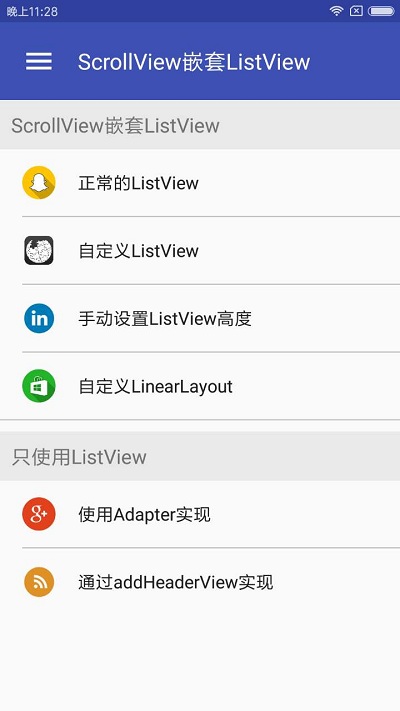 晚上11:28
ScrollView嵌套ListView
ScrollView嵌套ListView
正常的ListView
自定义ListView
in
手动设置ListView高度
自定义LinearLayout
只使用ListView
g+
使用Adapter实现
通过addHeaderView实现